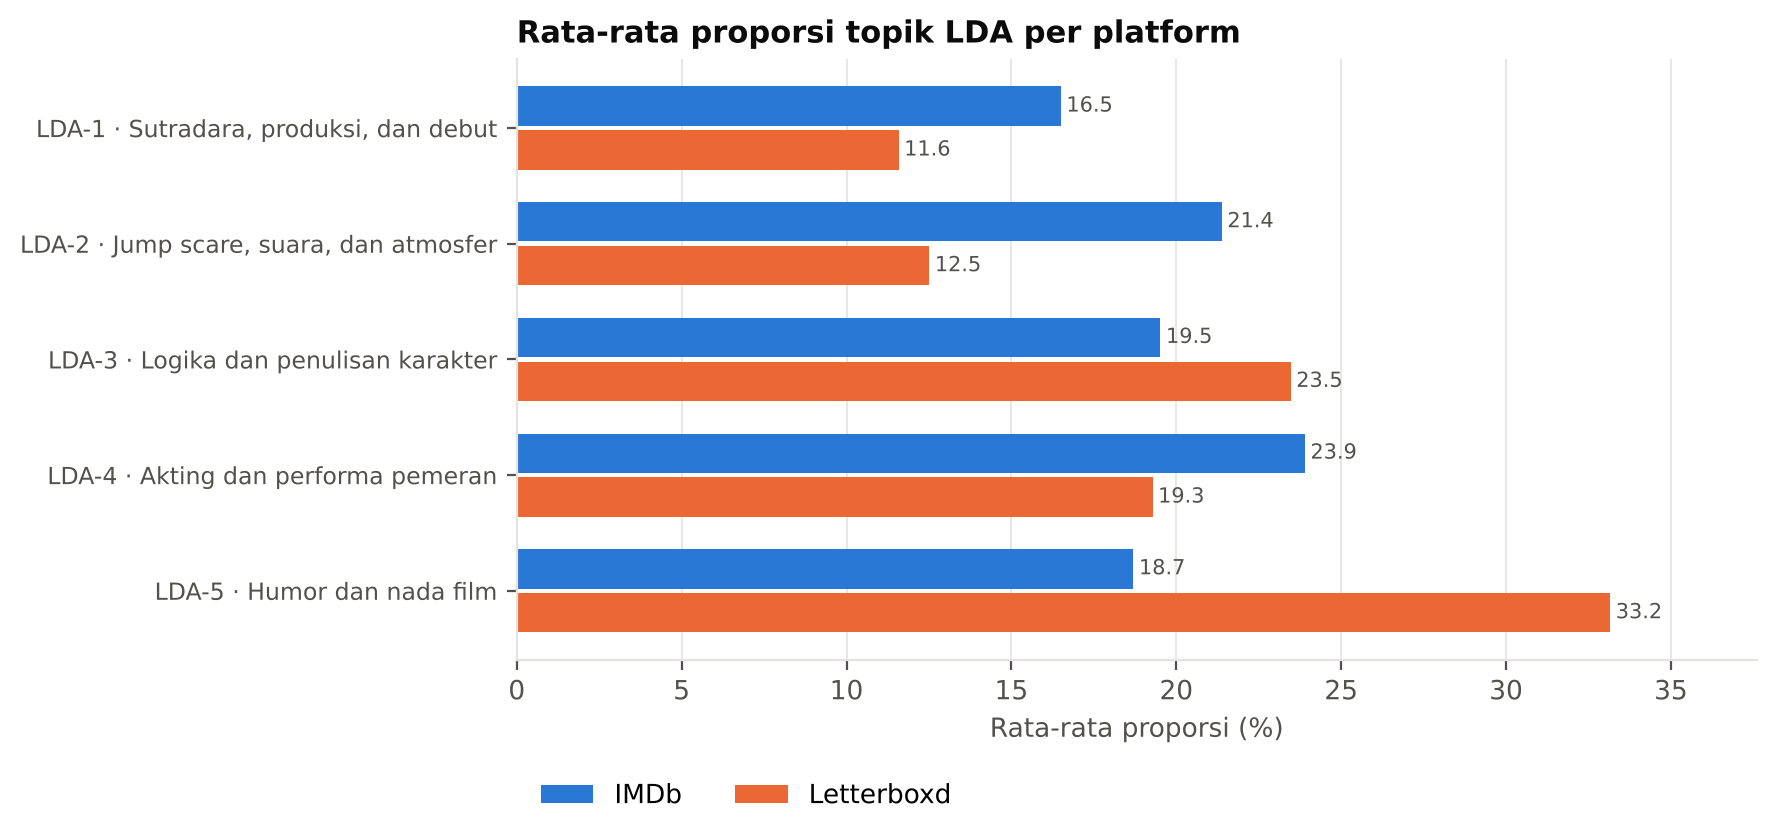 Rata-rata proporsi topik LDA per platform
LDA-1 · Sutradara, produksi, dan debut
16.5
11.6
LDA-2 · Jump scare, suara, dan atmosfer
21.4
12.5
LDA-3 · Logika dan penulisan karakter
19.5
23.5
LDA-4 · Akting dan performa pemeran
23.9
19.3
LDA-5 · Humor dan nada film
18.7
33.2
0 5 10 15 20 25 30 35
Rata-rata proporsi (%)
IMDb Letterboxd